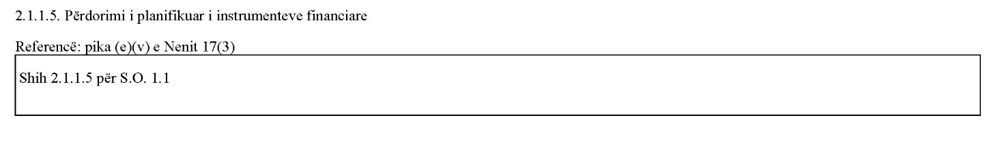 2.1.1.5. Përdorimi i planifikuar i instrumenteve financiare
Referencë: pika (e)(v) e Nenit 17(3)
Shih 2.1.1.5 për S.O. 1.1